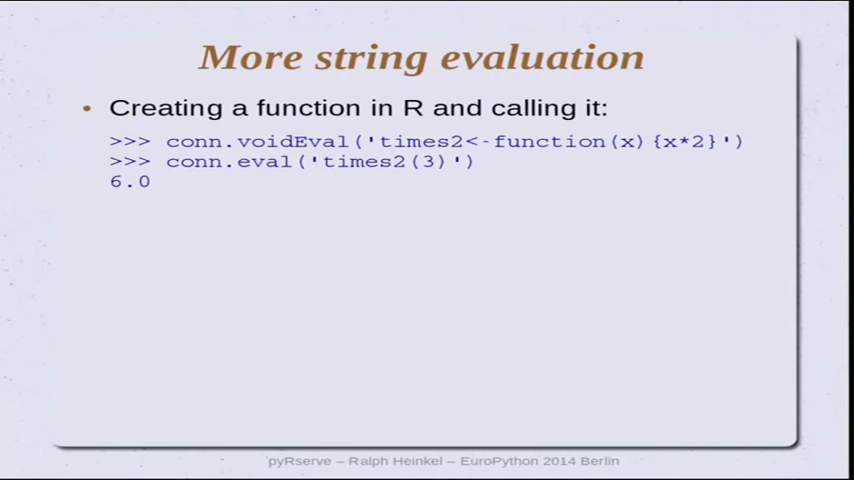 More string evaluation
• Creating a function in R and calling it:
>>> conn.voidEval('times2<-function(x){x*2}')
>>> conn.eval('times2(3)')
6.0
pyRserve – Ralph Heinkel – EuroPython 2014 Berlin